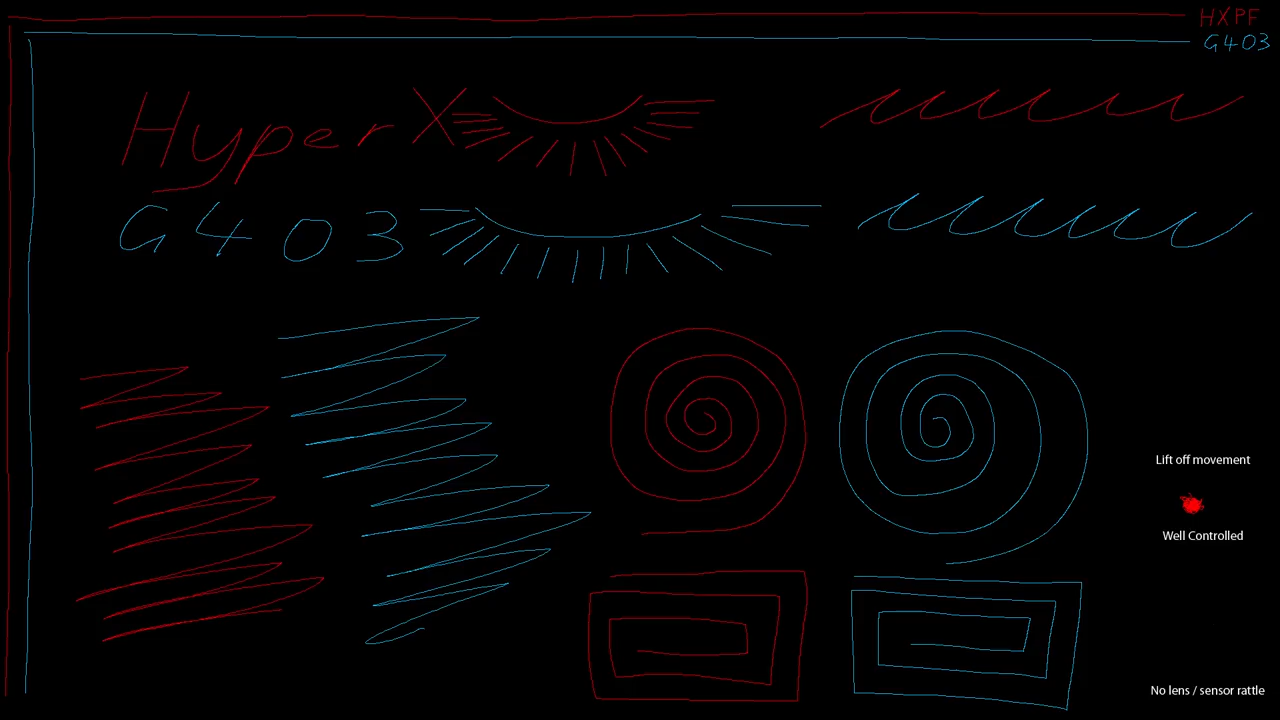 HXPF
G403
HyperX
G403
Lift off movement
Well Controlled
No lens / sensor rattle